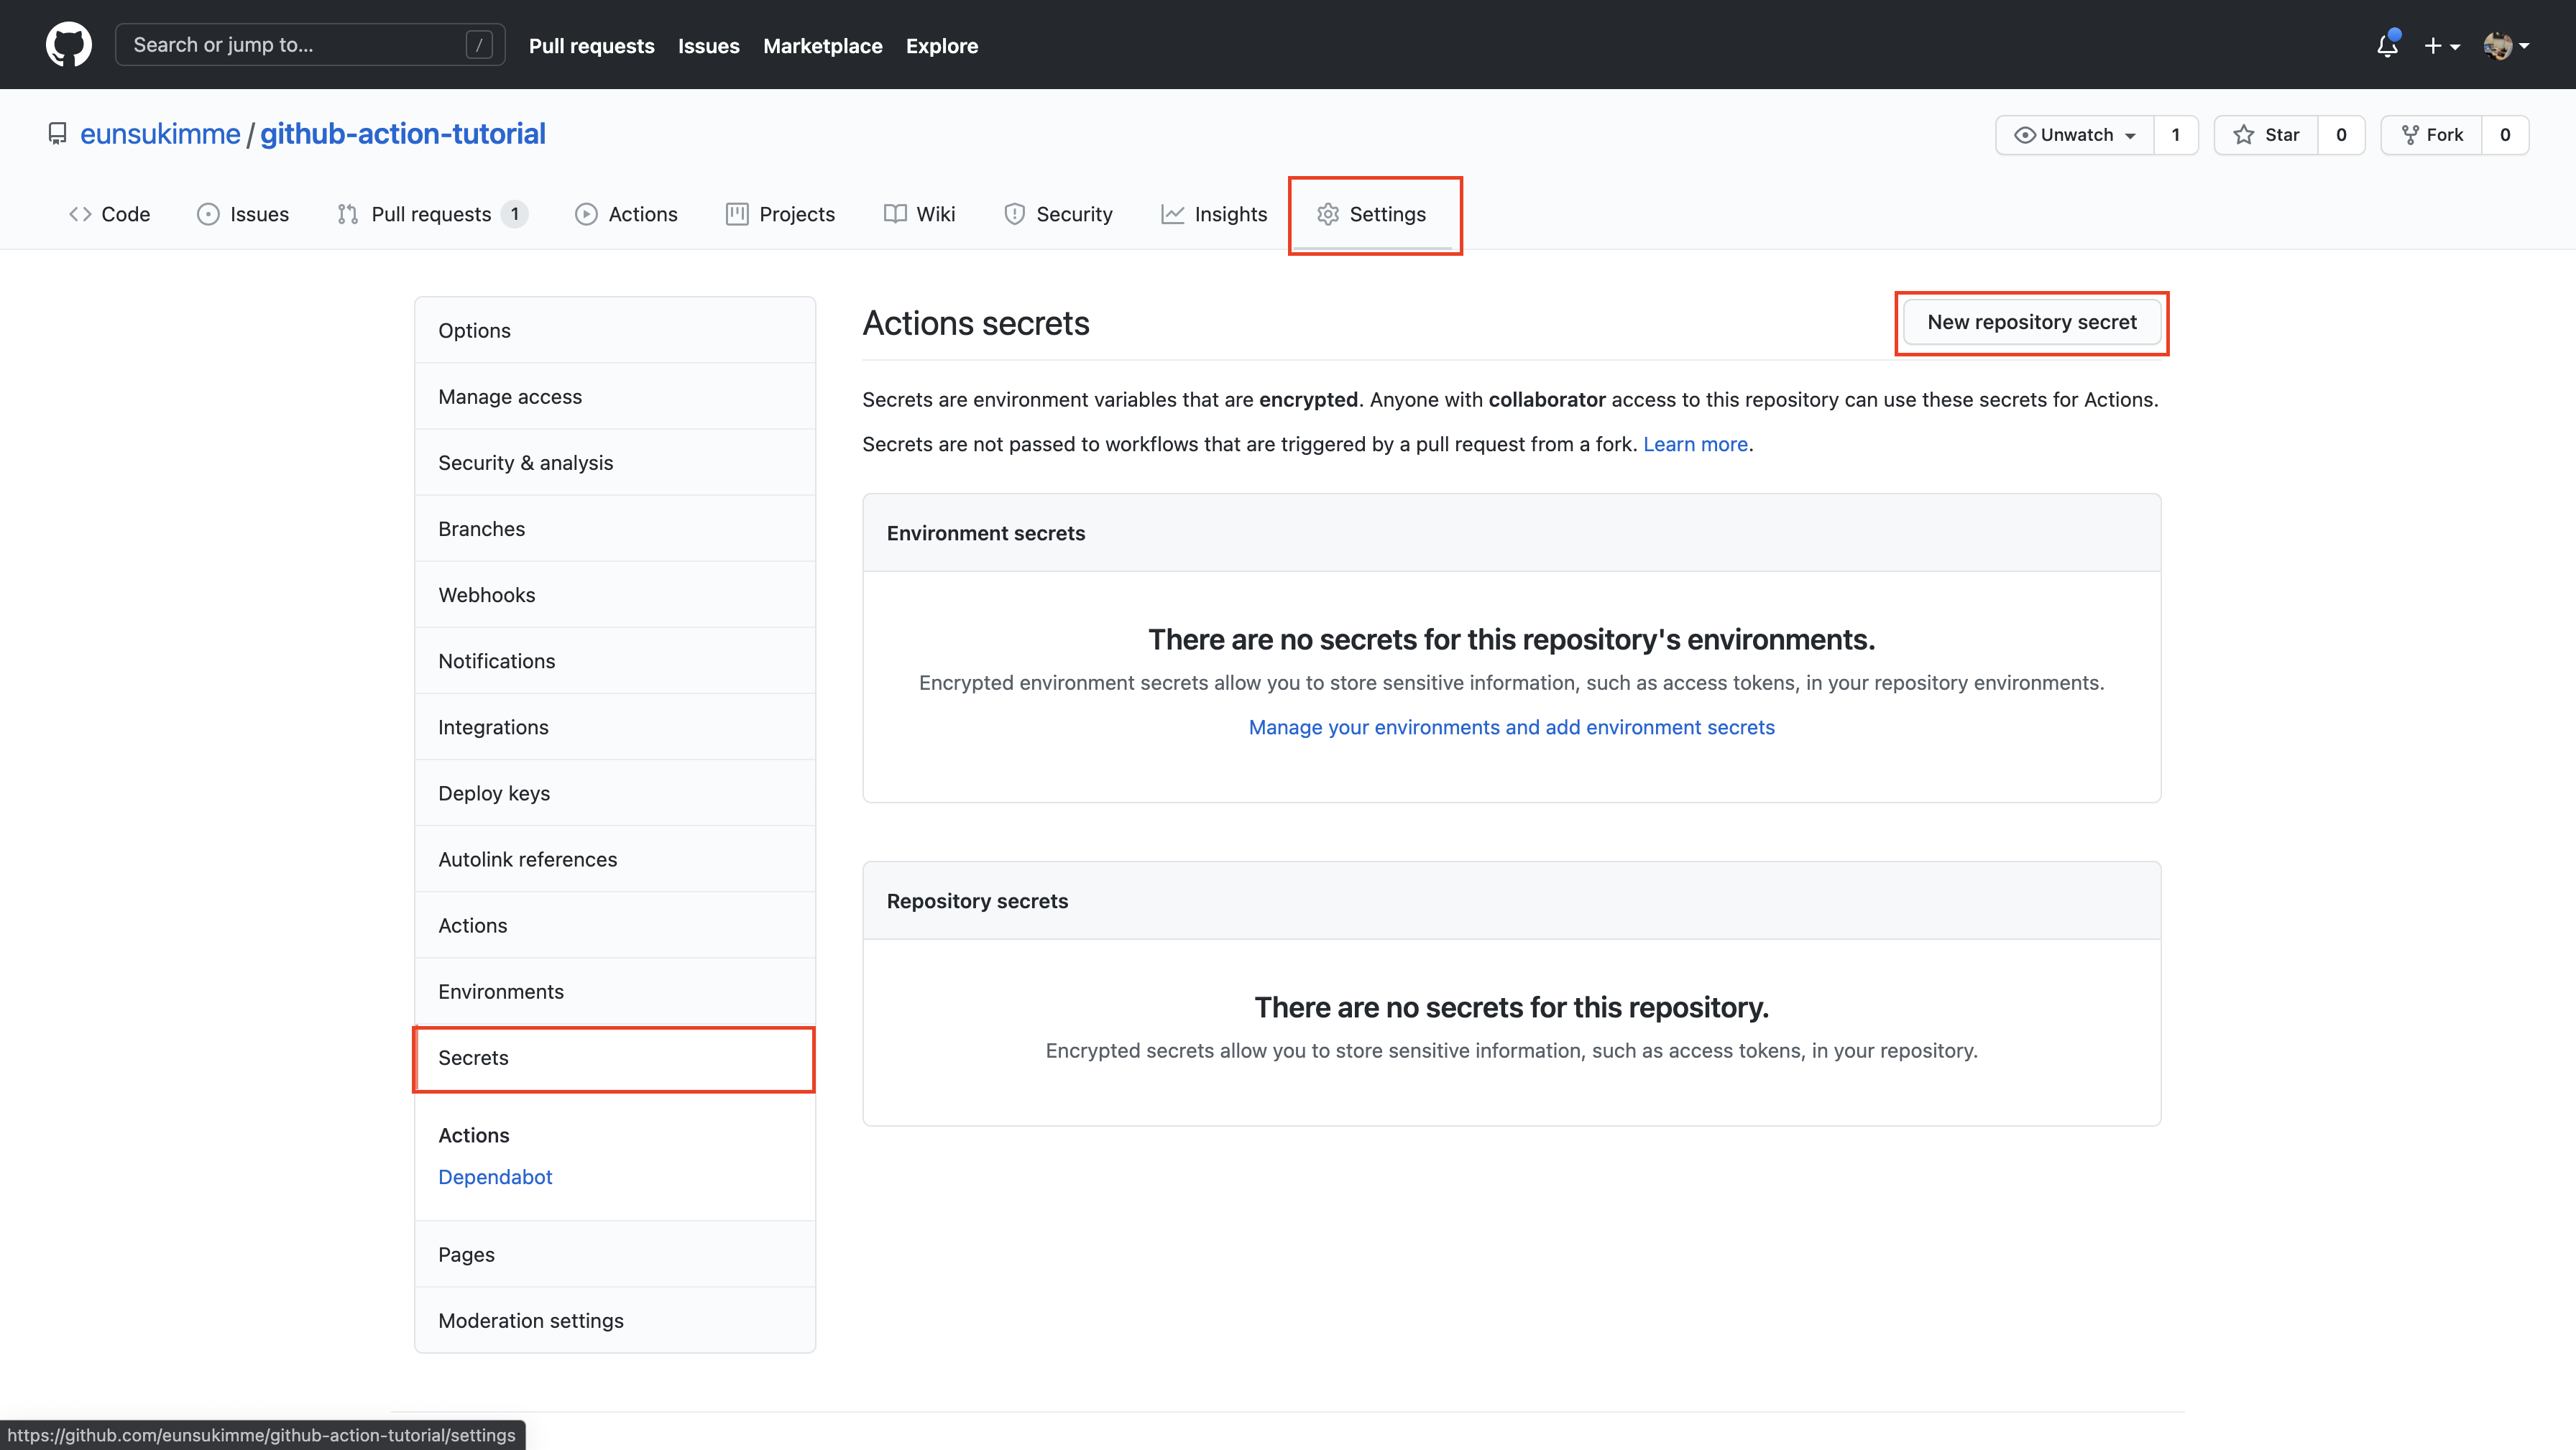 Search or jump to... /
Pull requests Issues Marketplace Explore
eunsukimme / github-action-tutorial
Unwatch 1 Star 0 Fork 0
Code Issues Pull requests 1 Actions Projects Wiki Security Insights Settings
Options
Manage access
Security & analysis
Branches
Webhooks
Notifications
Integrations
Deploy keys
Autolink references
Actions
Environments
Secrets
Actions
Dependabot
Pages
Moderation settings
Actions secrets
New repository secret
Secrets are environment variables that are encrypted. Anyone with collaborator access to this repository can use these secrets for Actions.
Secrets are not passed to workflows that are triggered by a pull request from a fork. Learn more.
Environment secrets
There are no secrets for this repository's environments.
Encrypted environment secrets allow you to store sensitive information, such as access tokens, in your repository environments.
Manage your environments and add environment secrets
Repository secrets
There are no secrets for this repository.
Encrypted secrets allow you to store sensitive information, such as access tokens, in your repository.
https://github.com/eunsukimme/github-action-tutorial/settings